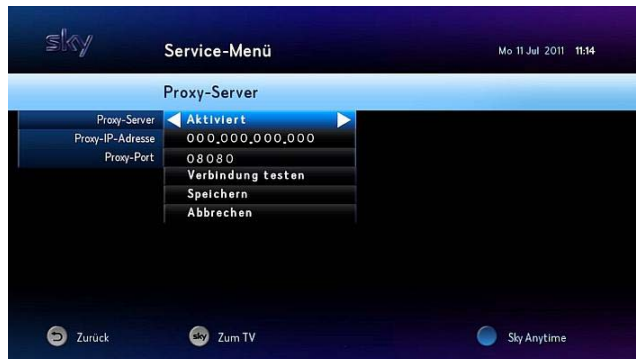 sky
Service-Menü
Mo 11 Jul 2011 11:14
Proxy-Server
Proxy-Server Aktiviert
Proxy-IP-Adresse 000.000.000.000
Proxy-Port 08080
Verbindung testen
Speichern
Abbrechen
Zurück
sky Zum TV
Sky Anytime